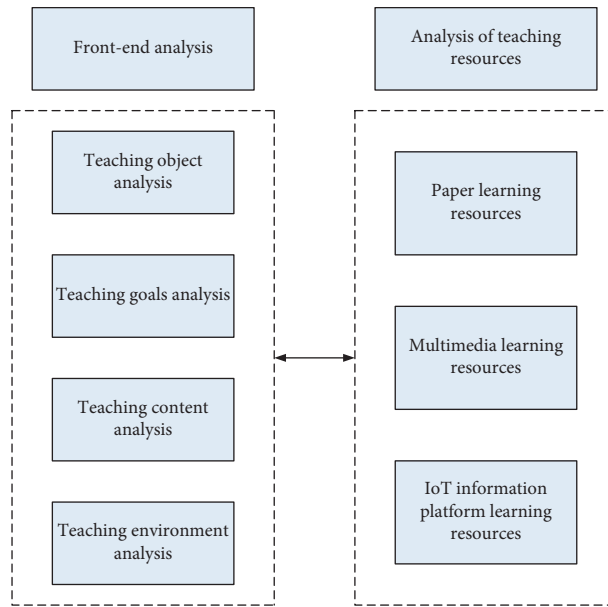 Front-end analysis
Analysis of teaching
resources
Teaching object
analysis
Teaching goals analysis
Teaching content
analysis
Teaching environment
analysis
Paper learning
resources
Multimedia learning
resources
IoT information
platform learning
resources